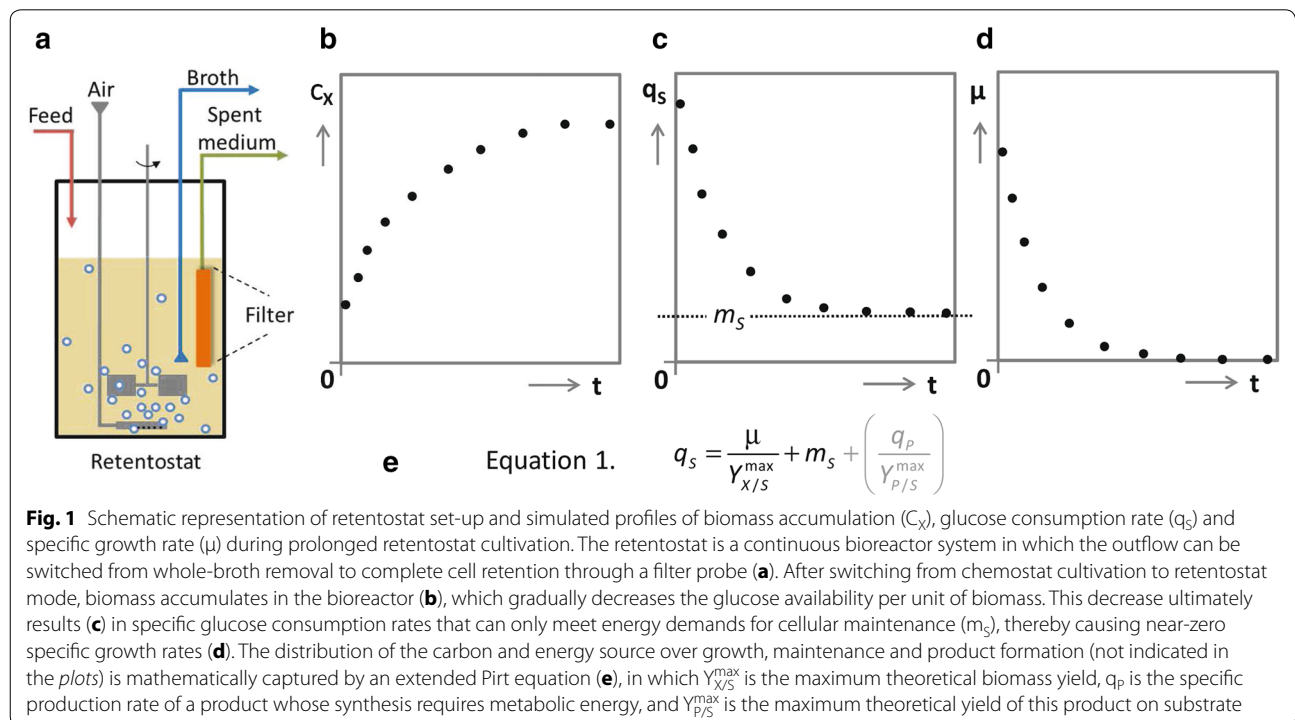 a
Feed
Air
Broth
Spent
medium
Filter
Retentostat
b
C_X
0
t
c
q_S
m_S
0
t
d
μ
0
t
e
Equation 1.
q_S = μ / Y_{X/S}^{max} + m_S + ( q_P / Y_{P/S}^{max} )
Fig. 1 Schematic representation of retentostat set-up and simulated profiles of biomass accumulation (C_X), glucose consumption rate (q_S) and
specific growth rate (μ) during prolonged retentostat cultivation. The retentostat is a continuous bioreactor system in which the outflow can be
switched from whole-broth removal to complete cell retention through a filter probe (a). After switching from chemostat cultivation to retentostat
mode, biomass accumulates in the bioreactor (b), which gradually decreases the glucose availability per unit of biomass. This decrease ultimately
results (c) in specific glucose consumption rates that can only meet energy demands for cellular maintenance (m_S), thereby causing near-zero
specific growth rates (d). The distribution of the carbon and energy source over growth, maintenance and product formation (not indicated in
the plots) is mathematically captured by an extended Pirt equation (e), in which Y_{X/S}^{max} is the maximum theoretical biomass yield, q_P is the specific
production rate of a product whose synthesis requires metabolic energy, and Y_{P/S}^{max} is the maximum theoretical yield of this product on substrate